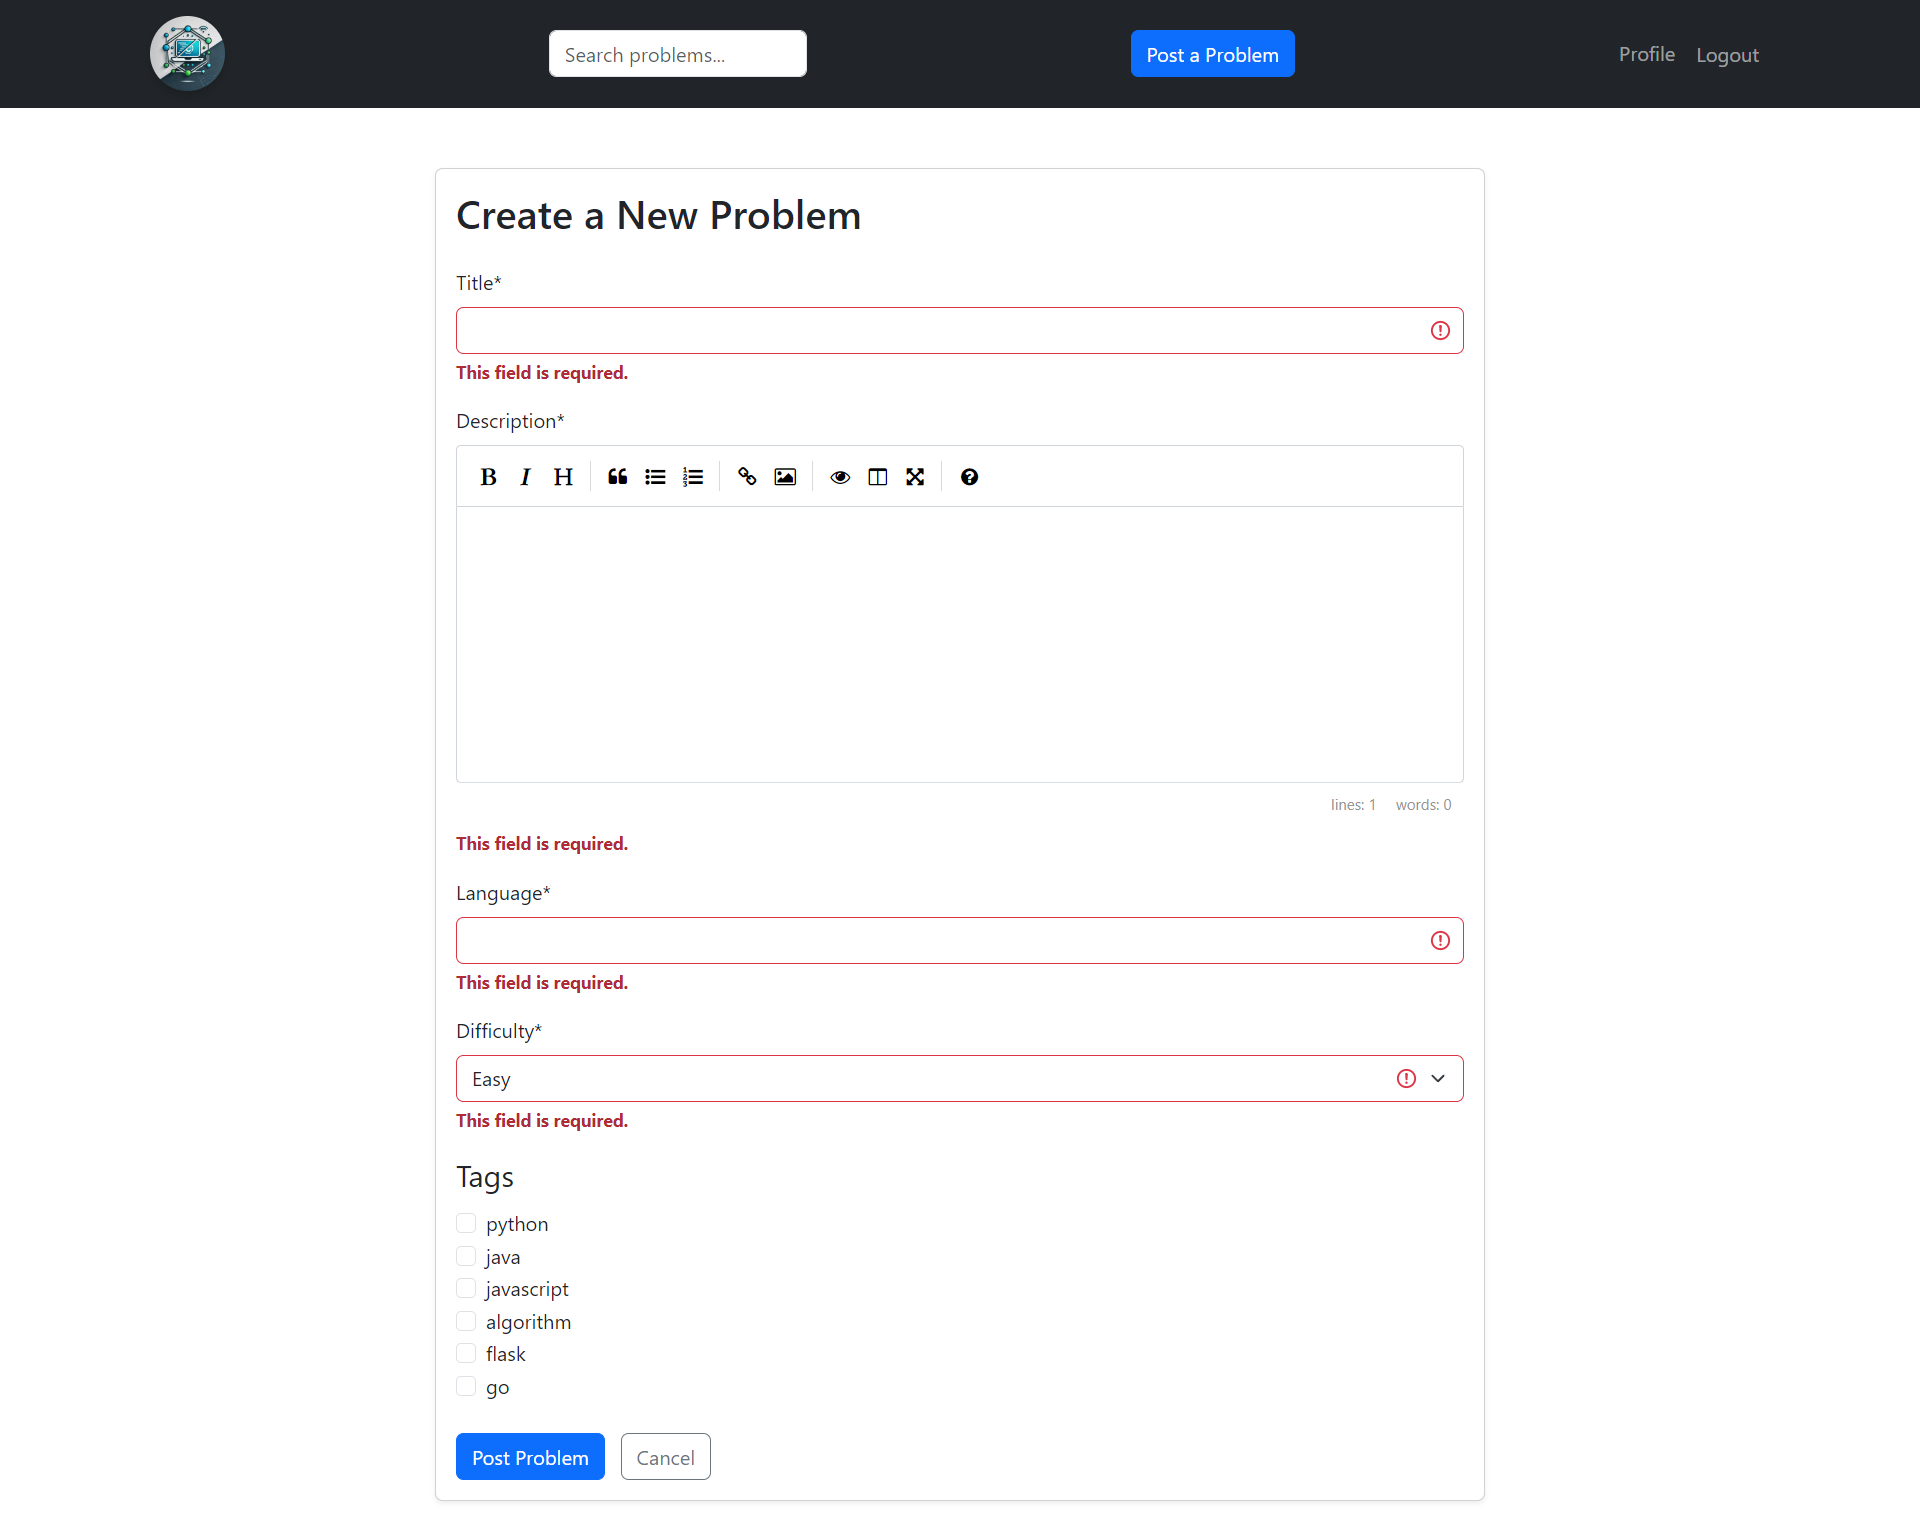 Search problems...
Post a Problem
Profile
Logout
Create a New Problem
Title*
This field is required.
Description*
B I H
lines: 1 words: 0
This field is required.
Language*
This field is required.
Difficulty*
Easy
This field is required.
Tags
python
java
javascript
algorithm
flask
go
Post Problem
Cancel